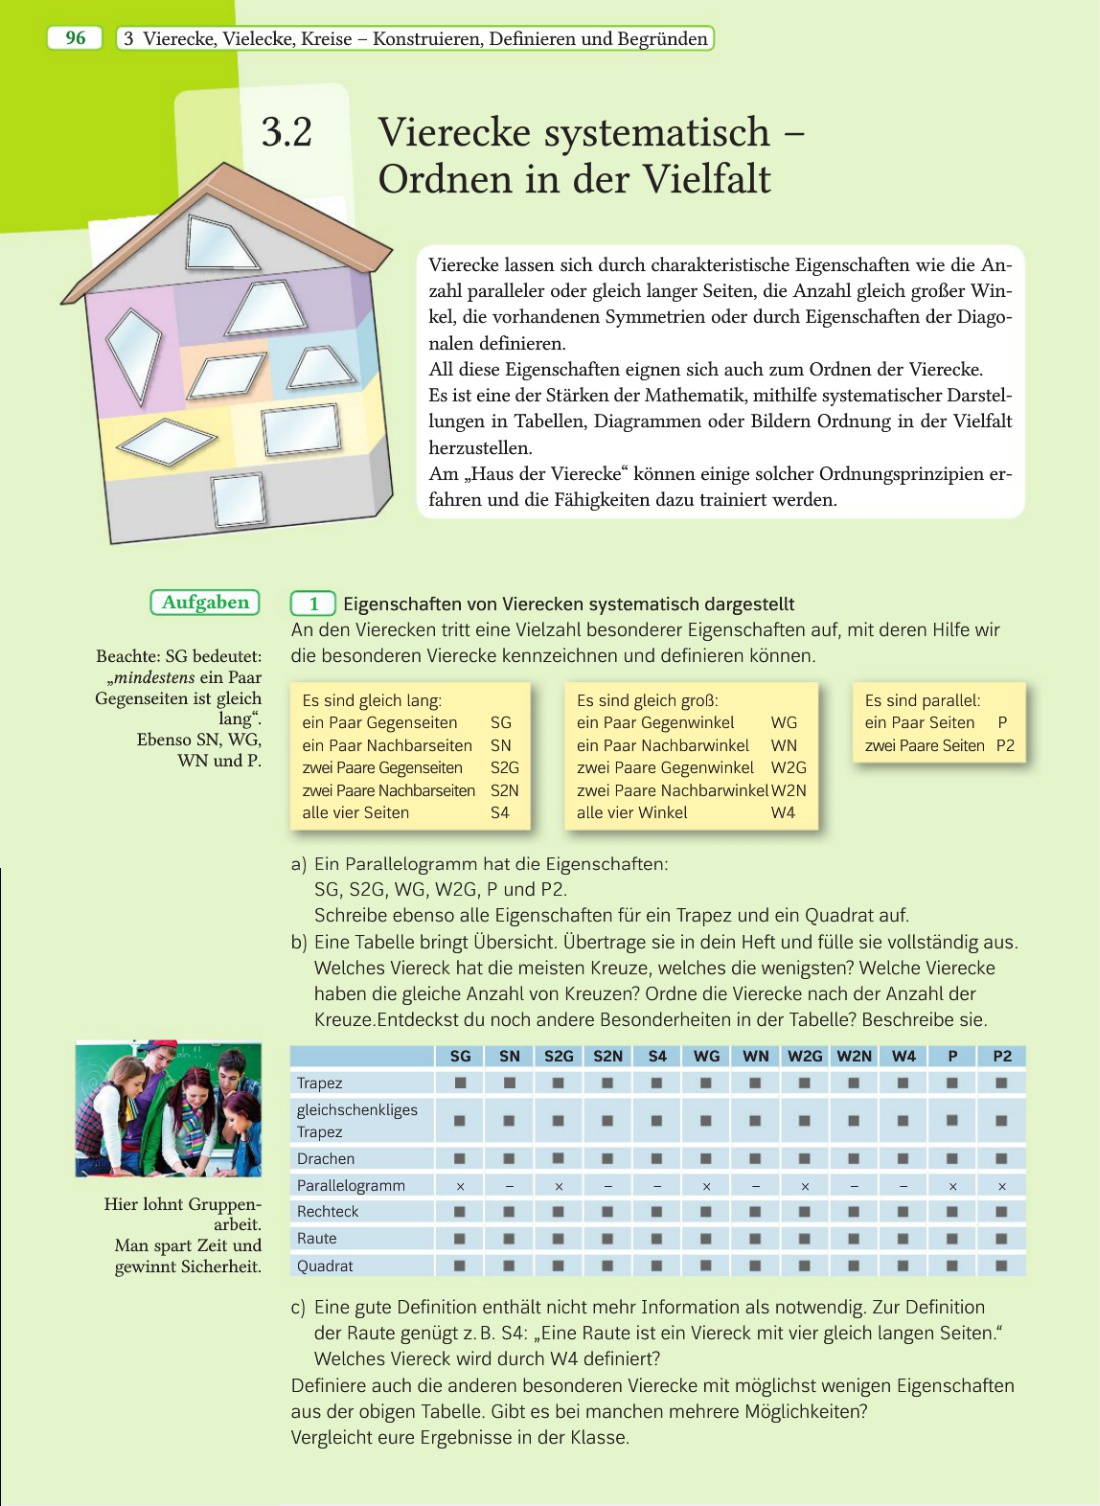 96
3 Vierecke, Vielecke, Kreise – Konstruieren, Definieren und Begründen
3.2 Vierecke systematisch –
Ordnen in der Vielfalt
Vierecke lassen sich durch charakteristische Eigenschaften wie die An-
zahl paralleler oder gleich langer Seiten, die Anzahl gleich großer Win-
kel, die vorhandenen Symmetrien oder durch Eigenschaften der Diago-
nalen definieren.
All diese Eigenschaften eignen sich auch zum Ordnen der Vierecke.
Es ist eine der Stärken der Mathematik, mithilfe systematischer Darstel-
lungen in Tabellen, Diagrammen oder Bildern Ordnung in der Vielfalt
herzustellen.
Am „Haus der Vierecke“ können einige solcher Ordnungsprinzipien er-
fahren und die Fähigkeiten dazu trainiert werden.
Aufgaben
Beachte: SG bedeutet:
„mindestens ein Paar
Gegenseiten ist gleich
lang“.
Ebenso SN, WG,
WN und P.
1 Eigenschaften von Vierecken systematisch dargestellt
An den Vierecken tritt eine Vielzahl besonderer Eigenschaften auf, mit deren Hilfe wir
die besonderen Vierecke kennzeichnen und definieren können.
Es sind gleich lang:
ein Paar Gegenseiten SG
ein Paar Nachbarseiten SN
zwei Paare Gegenseiten S2G
zwei Paare Nachbarseiten S2N
alle vier Seiten S4
Es sind gleich groß:
ein Paar Gegenwinkel WG
ein Paar Nachbarwinkel WN
zwei Paare Gegenwinkel W2G
zwei Paare Nachbarwinkel W2N
alle vier Winkel W4
Es sind parallel:
ein Paar Seiten P
zwei Paare Seiten P2
a) Ein Parallelogramm hat die Eigenschaften:
SG, S2G, WG, W2G, P und P2.
Schreibe ebenso alle Eigenschaften für ein Trapez und ein Quadrat auf.
b) Eine Tabelle bringt Übersicht. Übertrage sie in dein Heft und fülle sie vollständig aus.
Welches Viereck hat die meisten Kreuze, welches die wenigsten? Welche Vierecke
haben die gleiche Anzahl von Kreuzen? Ordne die Vierecke nach der Anzahl der
Kreuze.Entdeckst du noch andere Besonderheiten in der Tabelle? Beschreibe sie.
SG SN S2G S2N S4 WG WN W2G W2N W4 P P2
Trapez ■ ■ ■ ■ ■ ■ ■ ■ ■ ■ ■ ■
gleichschenkliges
Trapez ■ ■ ■ ■ ■ ■ ■ ■ ■ ■ ■ ■
Drachen ■ ■ ■ ■ ■ ■ ■ ■ ■ ■ ■ ■
Parallelogramm x – x – – x – x – – x x
Rechteck ■ ■ ■ ■ ■ ■ ■ ■ ■ ■ ■ ■
Raute ■ ■ ■ ■ ■ ■ ■ ■ ■ ■ ■ ■
Quadrat ■ ■ ■ ■ ■ ■ ■ ■ ■ ■ ■ ■
Hier lohnt Gruppen-
arbeit.
Man spart Zeit und
gewinnt Sicherheit.
c) Eine gute Definition enthält nicht mehr Information als notwendig. Zur Definition
der Raute genügt z. B. S4: „Eine Raute ist ein Viereck mit vier gleich langen Seiten.“
Welches Viereck wird durch W4 definiert?
Definiere auch die anderen besonderen Vierecke mit möglichst wenigen Eigenschaften
aus der obigen Tabelle. Gibt es bei manchen mehrere Möglichkeiten?
Vergleicht eure Ergebnisse in der Klasse.